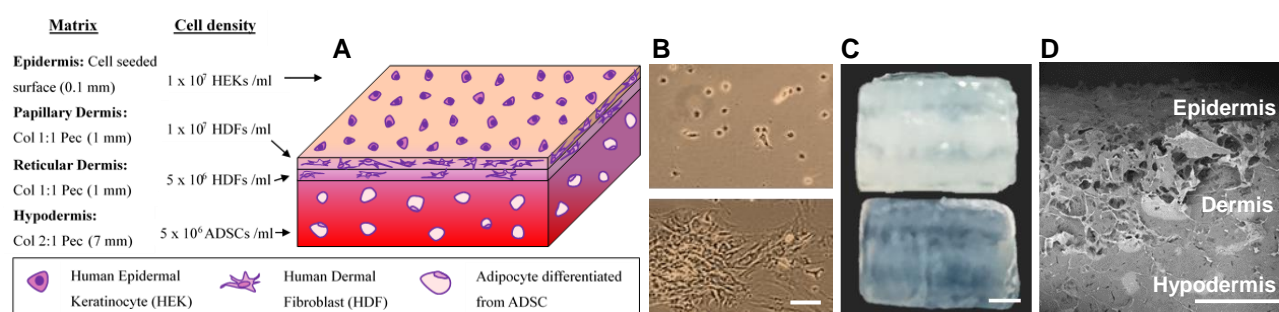 Matrix
Cell density
Epidermis: Cell seeded
surface (0.1 mm)
1 x 10⁷ HEKs /ml
Papillary Dermis:
Col 1:1 Pec (1 mm)
1 x 10⁷ HDFs /ml
Reticular Dermis:
Col 1:1 Pec (1 mm)
5 x 10⁶ HDFs /ml
Hypodermis:
Col 2:1 Pec (7 mm)
5 x 10⁶ ADSCs /ml
A
B
C
D
Epidermis
Dermis
Hypodermis
Human Epidermal
Keratinocyte (HEK)
Human Dermal
Fibroblast (HDF)
Adipocyte differentiated
from ADSC